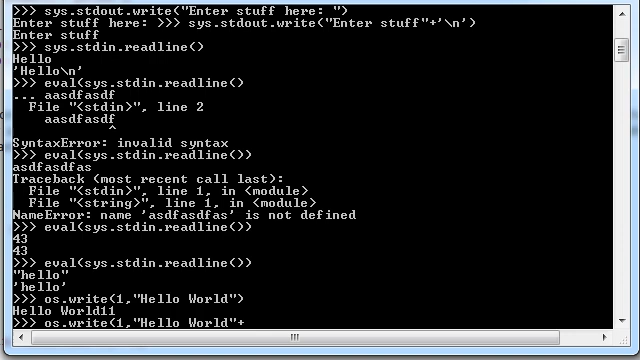 >>> sys.stdout.write("Enter stuff here: ")
Enter stuff here: >>> sys.stdout.write("Enter stuff"+'\n')
Enter stuff
>>> sys.stdin.readline()
Hello
'Hello\n'
>>> eval(sys.stdin.readline()
... aasdfasdf
  File "<stdin>", line 2
    aasdfasdf
            ^
SyntaxError: invalid syntax
>>> eval(sys.stdin.readline())
asdfasdfas
Traceback (most recent call last):
  File "<stdin>", line 1, in <module>
  File "<string>", line 1, in <module>
NameError: name 'asdfasdfas' is not defined
>>> eval(sys.stdin.readline())
43
43
>>> eval(sys.stdin.readline())
"hello"
'hello'
>>> os.write(1,"Hello World")
Hello World11
>>> os.write(1,"Hello World"+